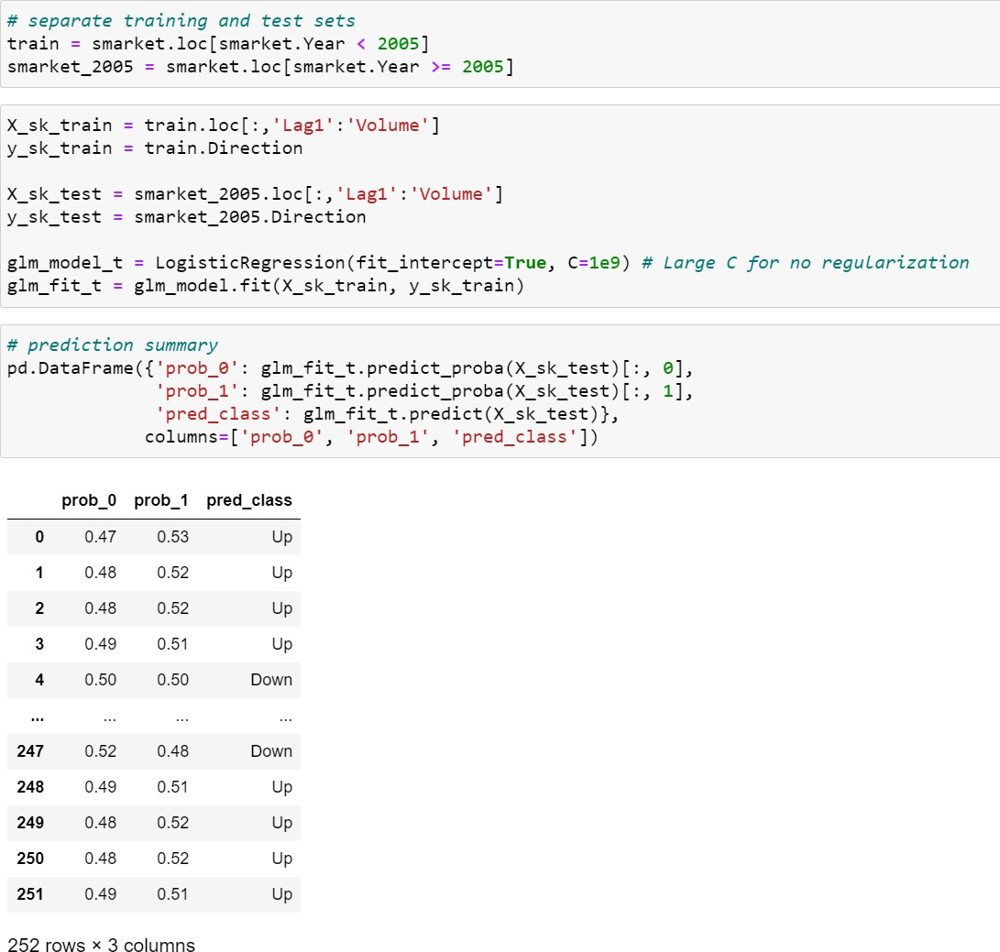 # separate training and test sets
train = smarket.loc[smarket.Year < 2005]
smarket_2005 = smarket.loc[smarket.Year >= 2005]
X_sk_train = train.loc[:,'Lag1':'Volume']
y_sk_train = train.Direction
X_sk_test = smarket_2005.loc[:,'Lag1':'Volume']
y_sk_test = smarket_2005.Direction
glm_model_t = LogisticRegression(fit_intercept=True, C=1e9) # Large C for no regularization
glm_fit_t = glm_model.fit(X_sk_train, y_sk_train)
# prediction summary
pd.DataFrame({'prob_0': glm_fit_t.predict_proba(X_sk_test)[:, 0],
'prob_1': glm_fit_t.predict_proba(X_sk_test)[:, 1],
'pred_class': glm_fit_t.predict(X_sk_test)},
columns=['prob_0', 'prob_1', 'pred_class'])
prob_0 prob_1 pred_class
0 0.47 0.53 Up
1 0.48 0.52 Up
2 0.48 0.52 Up
3 0.49 0.51 Up
4 0.50 0.50 Down
... ... ... ...
247 0.52 0.48 Down
248 0.49 0.51 Up
249 0.48 0.52 Up
250 0.48 0.52 Up
251 0.49 0.51 Up
252 rows × 3 columns